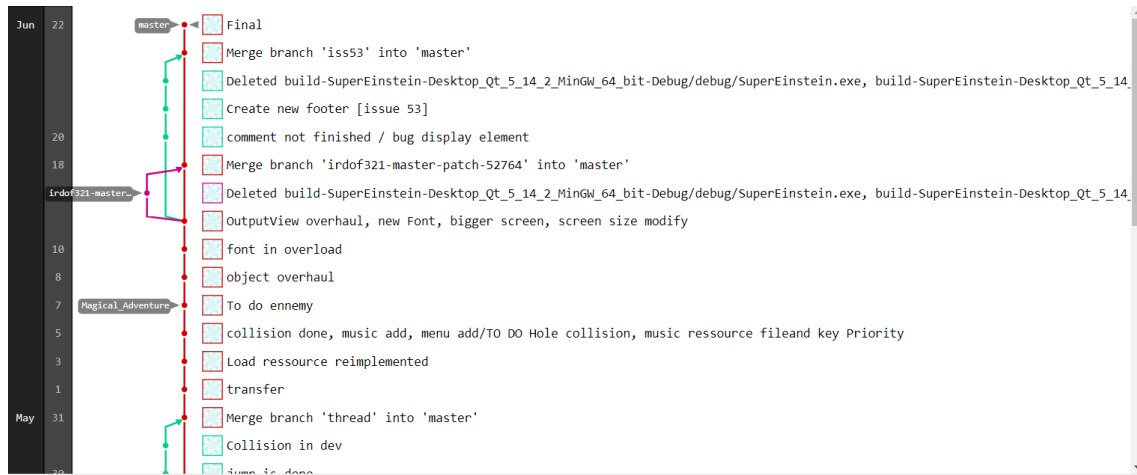 Jun 22 master Final
Merge branch 'iss53' into 'master'
Deleted build-SuperEinstein-Desktop_Qt_5_14_2_MinGW_64_bit-Debug/debug/SuperEinstein.exe, build-SuperEinstein-Desktop_Qt_5_14_
Create new footer [issue 53]
20 comment not finished / bug display element
18 Merge branch 'irdof321-master-patch-52764' into 'master'
irdof321-master… Deleted build-SuperEinstein-Desktop_Qt_5_14_2_MinGW_64_bit-Debug/debug/SuperEinstein.exe, build-SuperEinstein-Desktop_Qt_5_14_
OutputView overhaul, new Font, bigger screen, screen size modify
10 font in overload
8 object overhaul
7 Magical_Adventure To do ennemy
5 collision done, music add, menu add/TO DO Hole collision, music ressource fileand key Priority
3 Load ressource reimplemented
1 transfer
May 31 Merge branch 'thread' into 'master'
Collision in dev
30 jump is done